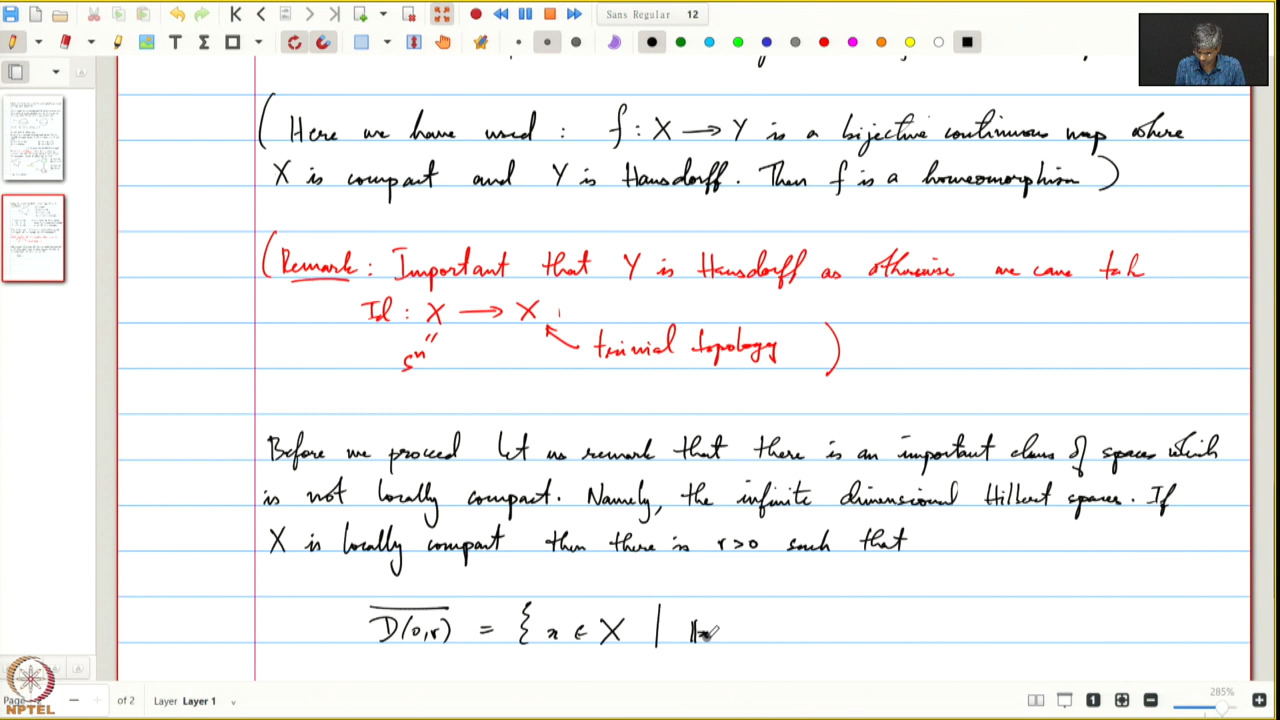 Sans Regular 12
(Here we have used : f : X → Y is a bijective continuous map where
X is compact and Y is Hausdorff. Then f is a homeomorphism)
(Remark : Important that Y is Hausdorff as otherwise we can tak
Id : X → X
"
Sⁿ
trivial topology )
Before we proceed let us remark that there is an important class of spaces which
is not locally compact. Namely, the infinite dimensional Hilbert spaces. If
X is locally compact then there is r>0 such that
D(0,r) = { x ∈ X | ||x
NPTEL
Page
of 2
Layer Layer 1
285%